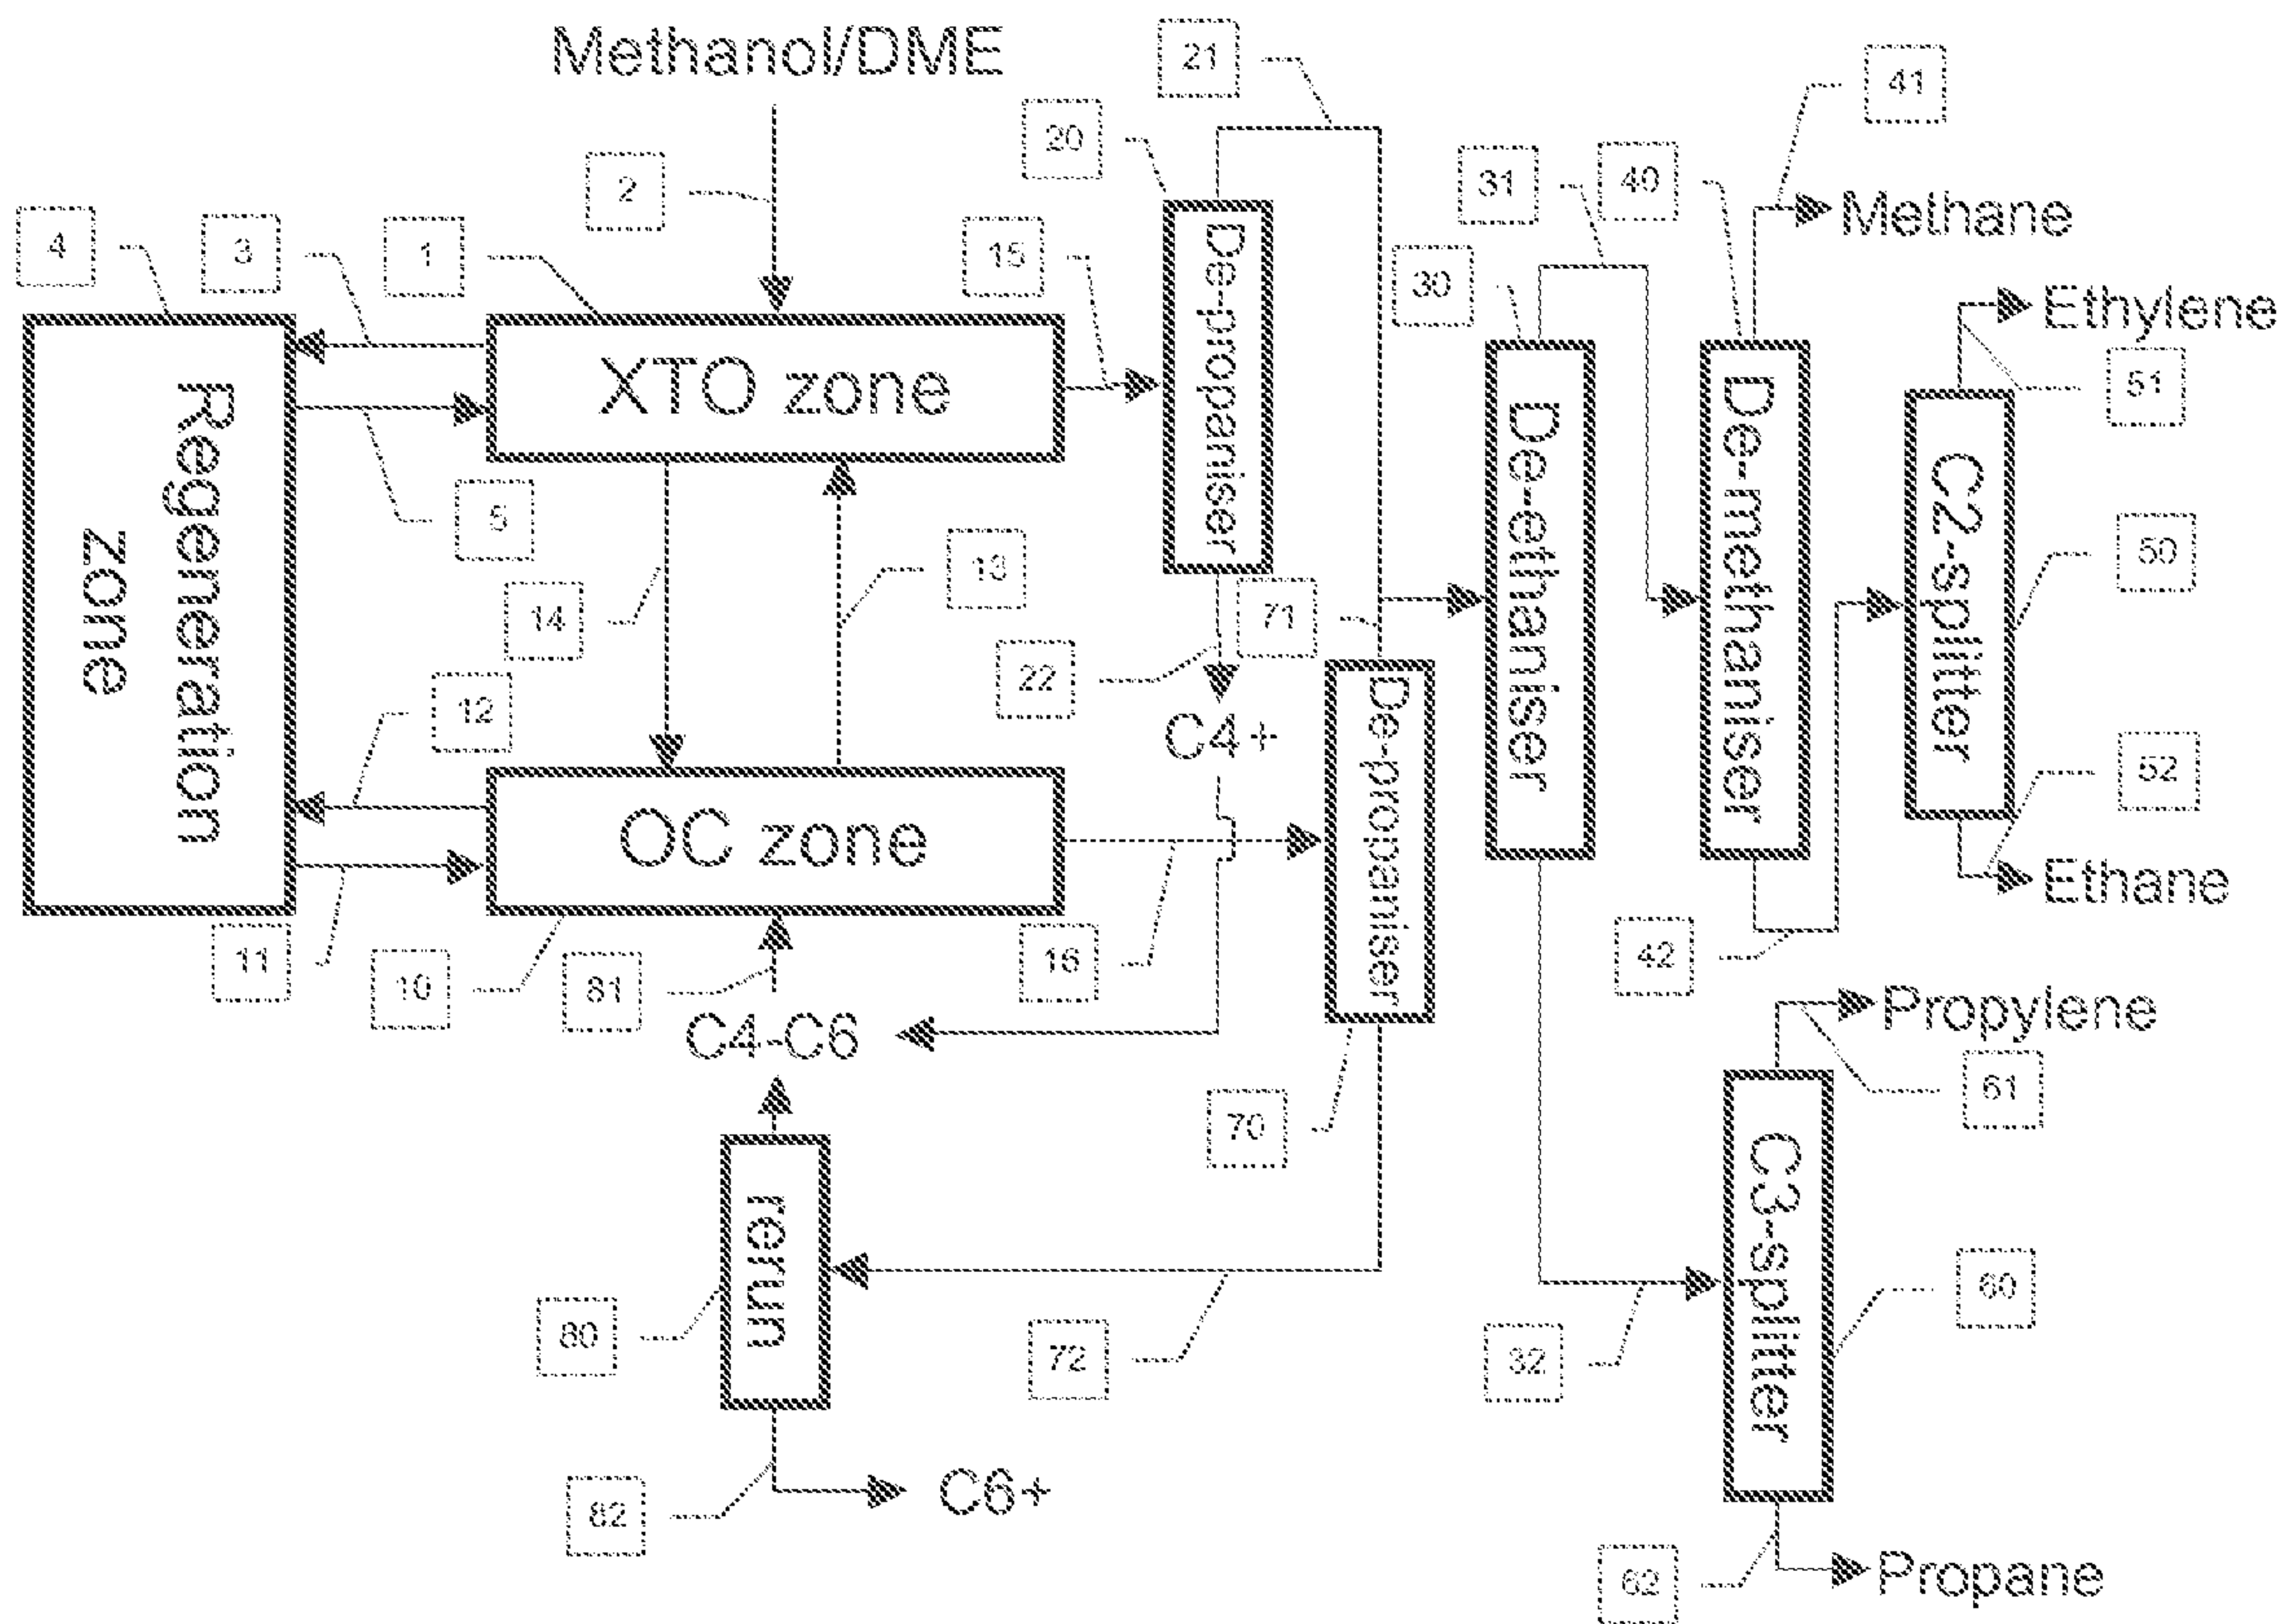 Methanol/DME
21
41
20
2
31
40
4
3
1
15
30
Methane
Ethylene
De-propaniser
XTO zone
51
Regeneration
zone
De-ethaniser
De-methaniser
C2-splitter
5
14
13
22
71
50
12
C4+
De-propaniser
52
OC zone
Ethane
11
10
81
16
42
C4-C6
Propylene
61
70
rerun
C3-splitter
60
80
72
32
C6+
82
62
Propane